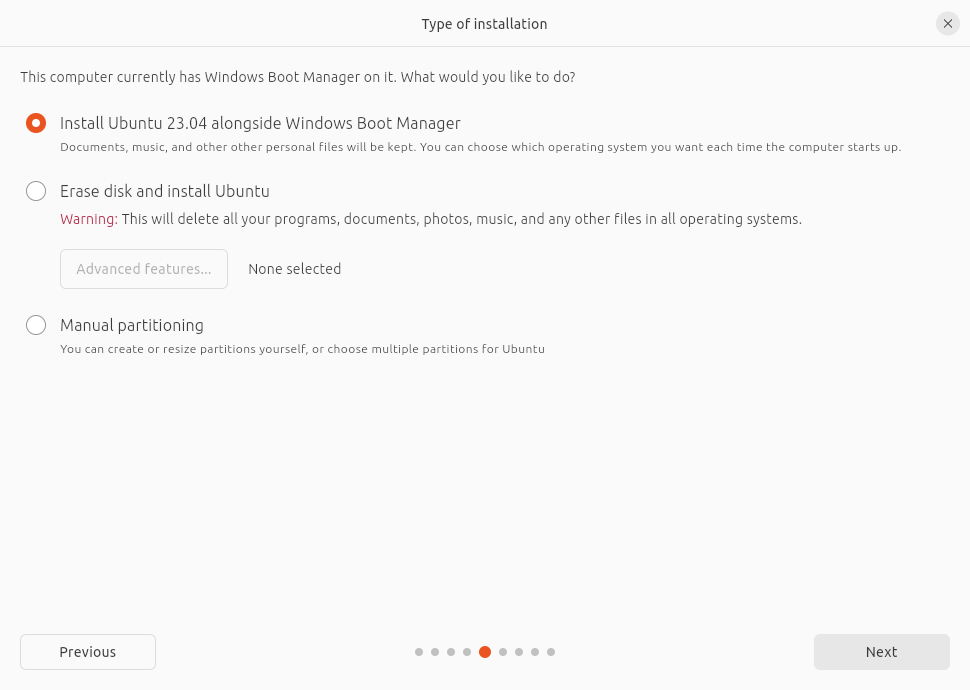 Type of installation
This computer currently has Windows Boot Manager on it. What would you like to do?
Install Ubuntu 23.04 alongside Windows Boot Manager
Documents, music, and other other personal files will be kept. You can choose which operating system you want each time the computer starts up.
Erase disk and install Ubuntu
Warning: This will delete all your programs, documents, photos, music, and any other files in all operating systems.
Advanced features... None selected
Manual partitioning
You can create or resize partitions yourself, or choose multiple partitions for Ubuntu
Previous Next